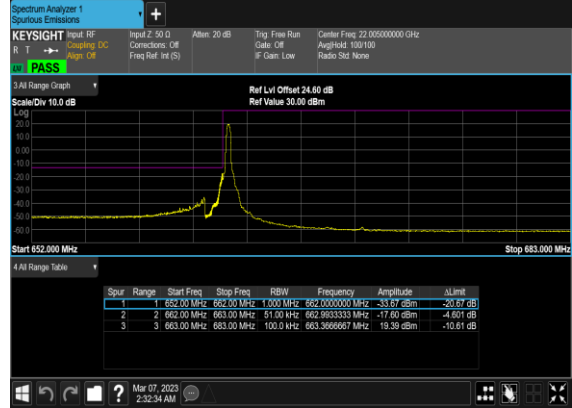 Spectrum Analyzer 1
Spurious Emissions
+
KEYSIGHT Input: RF Input Z: 50 Ω Atten: 20 dB Trig: Free Run Center Freq: 22.005000000 GHz
R T Coupling: DC Corrections: Off Gate: Off Avg|Hold: 100/100
Align: Off Freq Ref: Int (S) IF Gain: Low Radio Std: None
PASS
3 All Range Graph
Ref Lvl Offset 24.60 dB
Scale/Div 10.0 dB Ref Value 30.00 dBm
Log
20.0
10.0
0.00
-10.0
-20.0
-30.0
-40.0
-50.0
-60.0
Start 652.000 MHz Stop 683.000 MHz
4 All Range Table
Spur Range Start Freq Stop Freq RBW Frequency Amplitude ΔLimit
1 1 652.00 MHz 662.00 MHz 1.000 MHz 662.0000000 MHz -33.67 dBm -20.67 dB
2 2 662.00 MHz 663.00 MHz 51.00 kHz 662.9933333 MHz -17.60 dBm -4.601 dB
3 3 663.00 MHz 683.00 MHz 100.0 kHz 663.3666667 MHz 19.39 dBm -10.61 dB
? Mar 07, 2023
2:32:34 AM